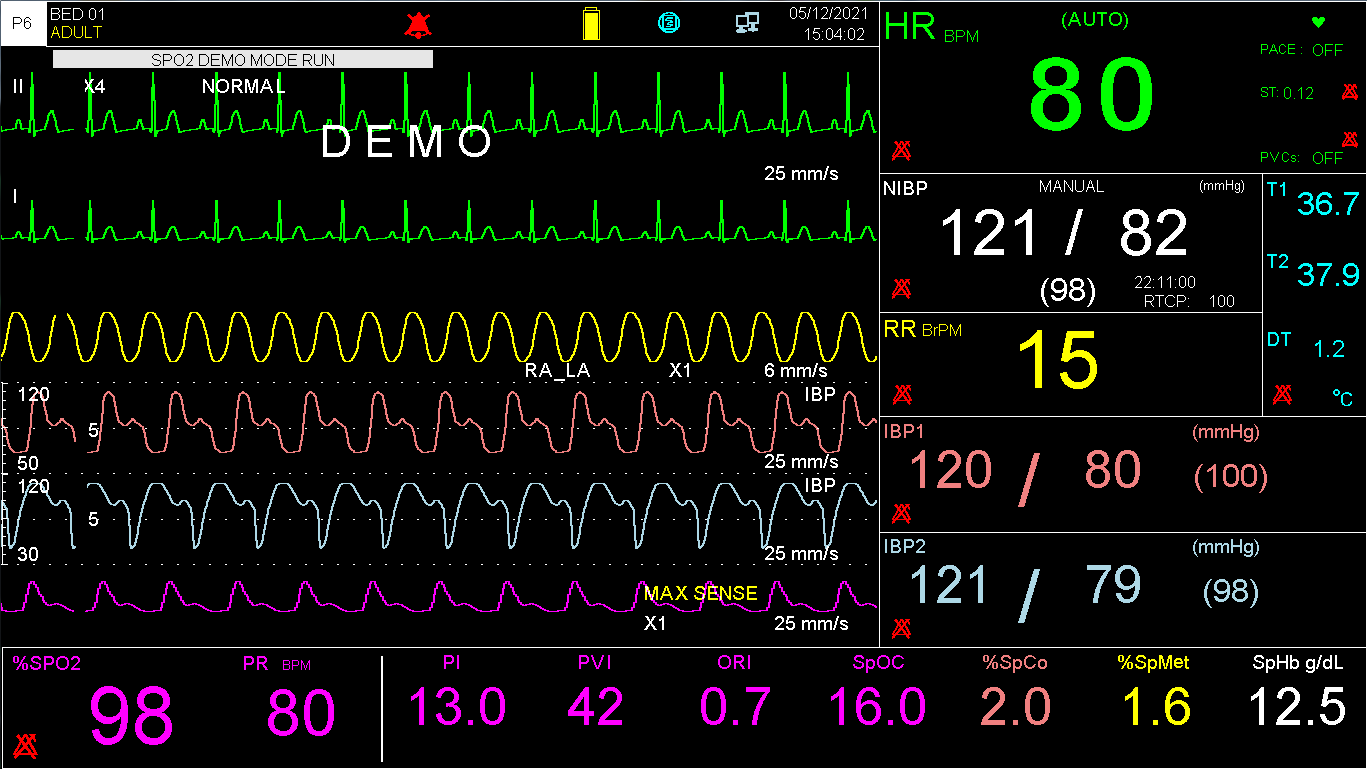 P6
BED 01
ADULT
05/12/2021
15:04:02
SPO2 DEMO MODE RUN
II X4 NORMAL
DEMO
25 mm/s
I
RA_LA X1 6 mm/s
120 IBP
5
50 25 mm/s
120 IBP
5
30 25 mm/s
MAX SENSE
X1 25 mm/s
HR BPM (AUTO)
80
PACE : OFF
ST: 0.12
PVCs: OFF
NIBP MANUAL (mmHg)
121 / 82
(98) 22:11:00
RTCP: 100
T1 36.7
T2 37.9
DT 1.2
°C
RR BrPM
15
IBP1 (mmHg)
120 / 80 (100)
IBP2 (mmHg)
121 / 79 (98)
%SPO2 PR BPM PI PVI ORI SpOC %SpCo %SpMet SpHb g/dL
98 80 13.0 42 0.7 16.0 2.0 1.6 12.5